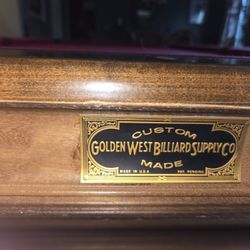 CUSTOM
GOLDEN WEST BILLIARD SUPPLY CO
MADE
MADE IN U.S.A. PAT. PENDING